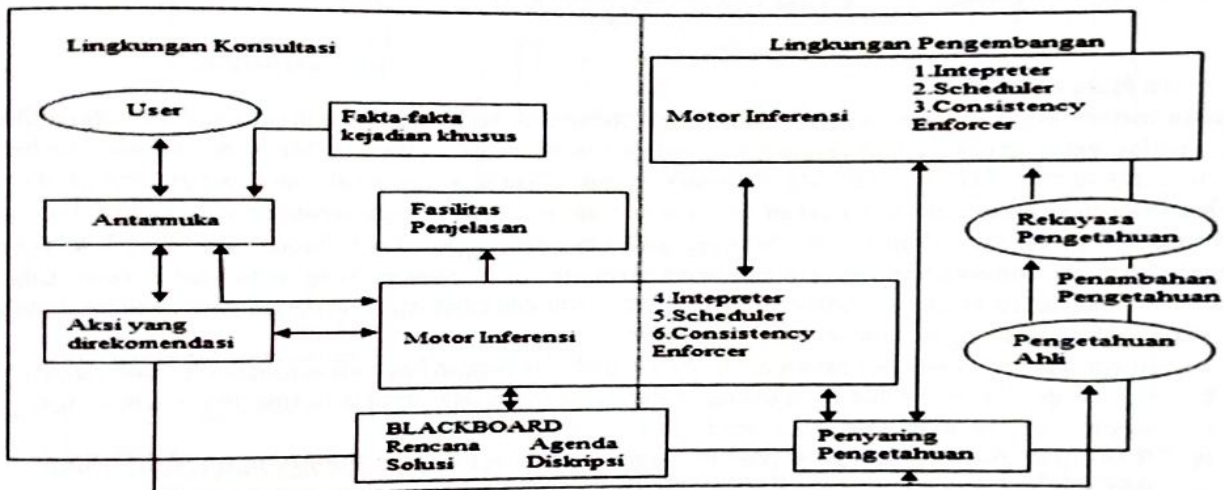 Lingkungan Konsultasi
Lingkungan Pengembangan
User
Fakta-fakta
kejadian khusus
Motor Inferensi
1.Intepreter
2.Scheduler
3.Consistency
Enforcer
Antarmuka
Fasilitas
Penjelasan
Rekayasa
Pengetahuan
Penambahan
Pengetahuan
Aksi yang
direkomendasi
Motor Inferensi
4.Intepreter
5.Scheduler
6.Consistency
Enforcer
Pengetahuan
Ahli
BLACKBOARD
Rencana Agenda
Solusi Diskripsi
Penyaring
Pengetahuan